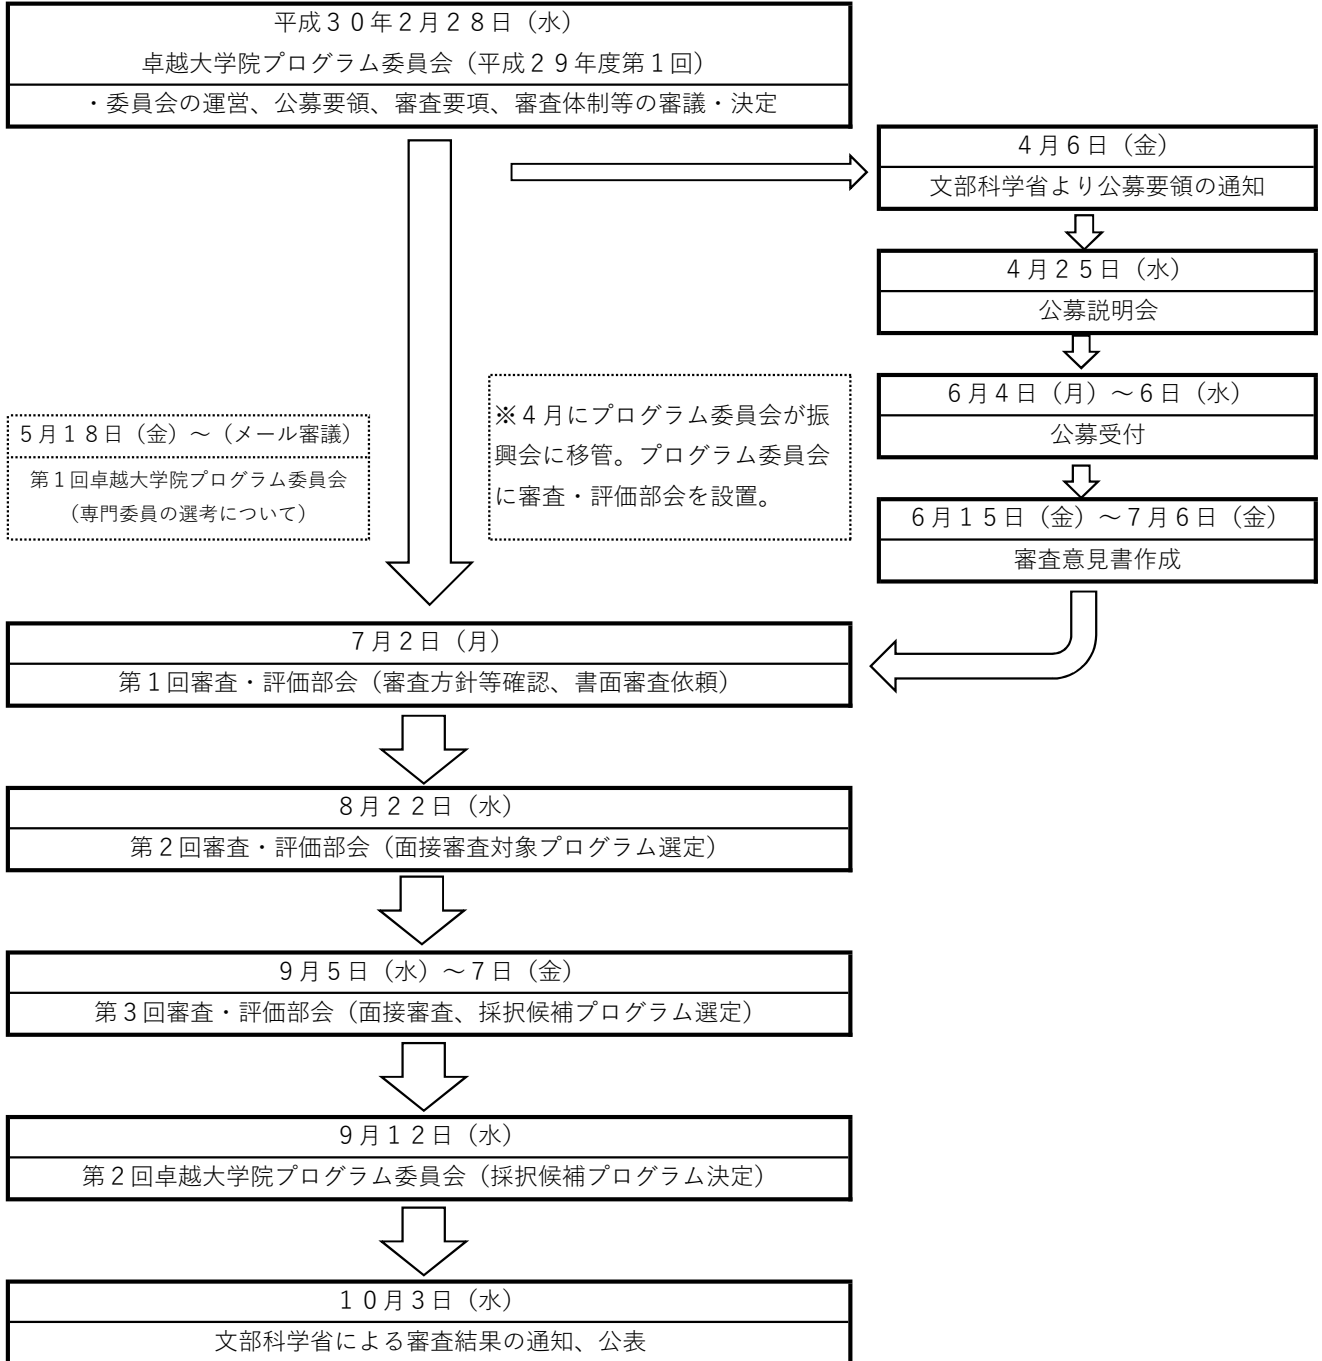 平成３０年２月２８日（水）
卓越大学院プログラム委員会（平成２９年度第１回）
・委員会の運営、公募要領、審査要項、審査体制等の審議・決定
４月６日（金）
文部科学省より公募要領の通知
４月２５日（水）
公募説明会
６月４日（月）～６日（水）
公募受付
６月１５日（金）～７月６日（金）
審査意見書作成
※４月にプログラム委員会が振
興会に移管。プログラム委員会
に審査・評価部会を設置。
５月１８日（金）～（メール審議）
第１回卓越大学院プログラム委員会
（専門委員の選考について）
７月２日（月）
第１回審査・評価部会（審査方針等確認、書面審査依頼）
８月２２日（水）
第２回審査・評価部会（面接審査対象プログラム選定）
９月５日（水）～７日（金）
第３回審査・評価部会（面接審査、採択候補プログラム選定）
９月１２日（水）
第２回卓越大学院プログラム委員会（採択候補プログラム決定）
１０月３日（水）
文部科学省による審査結果の通知、公表